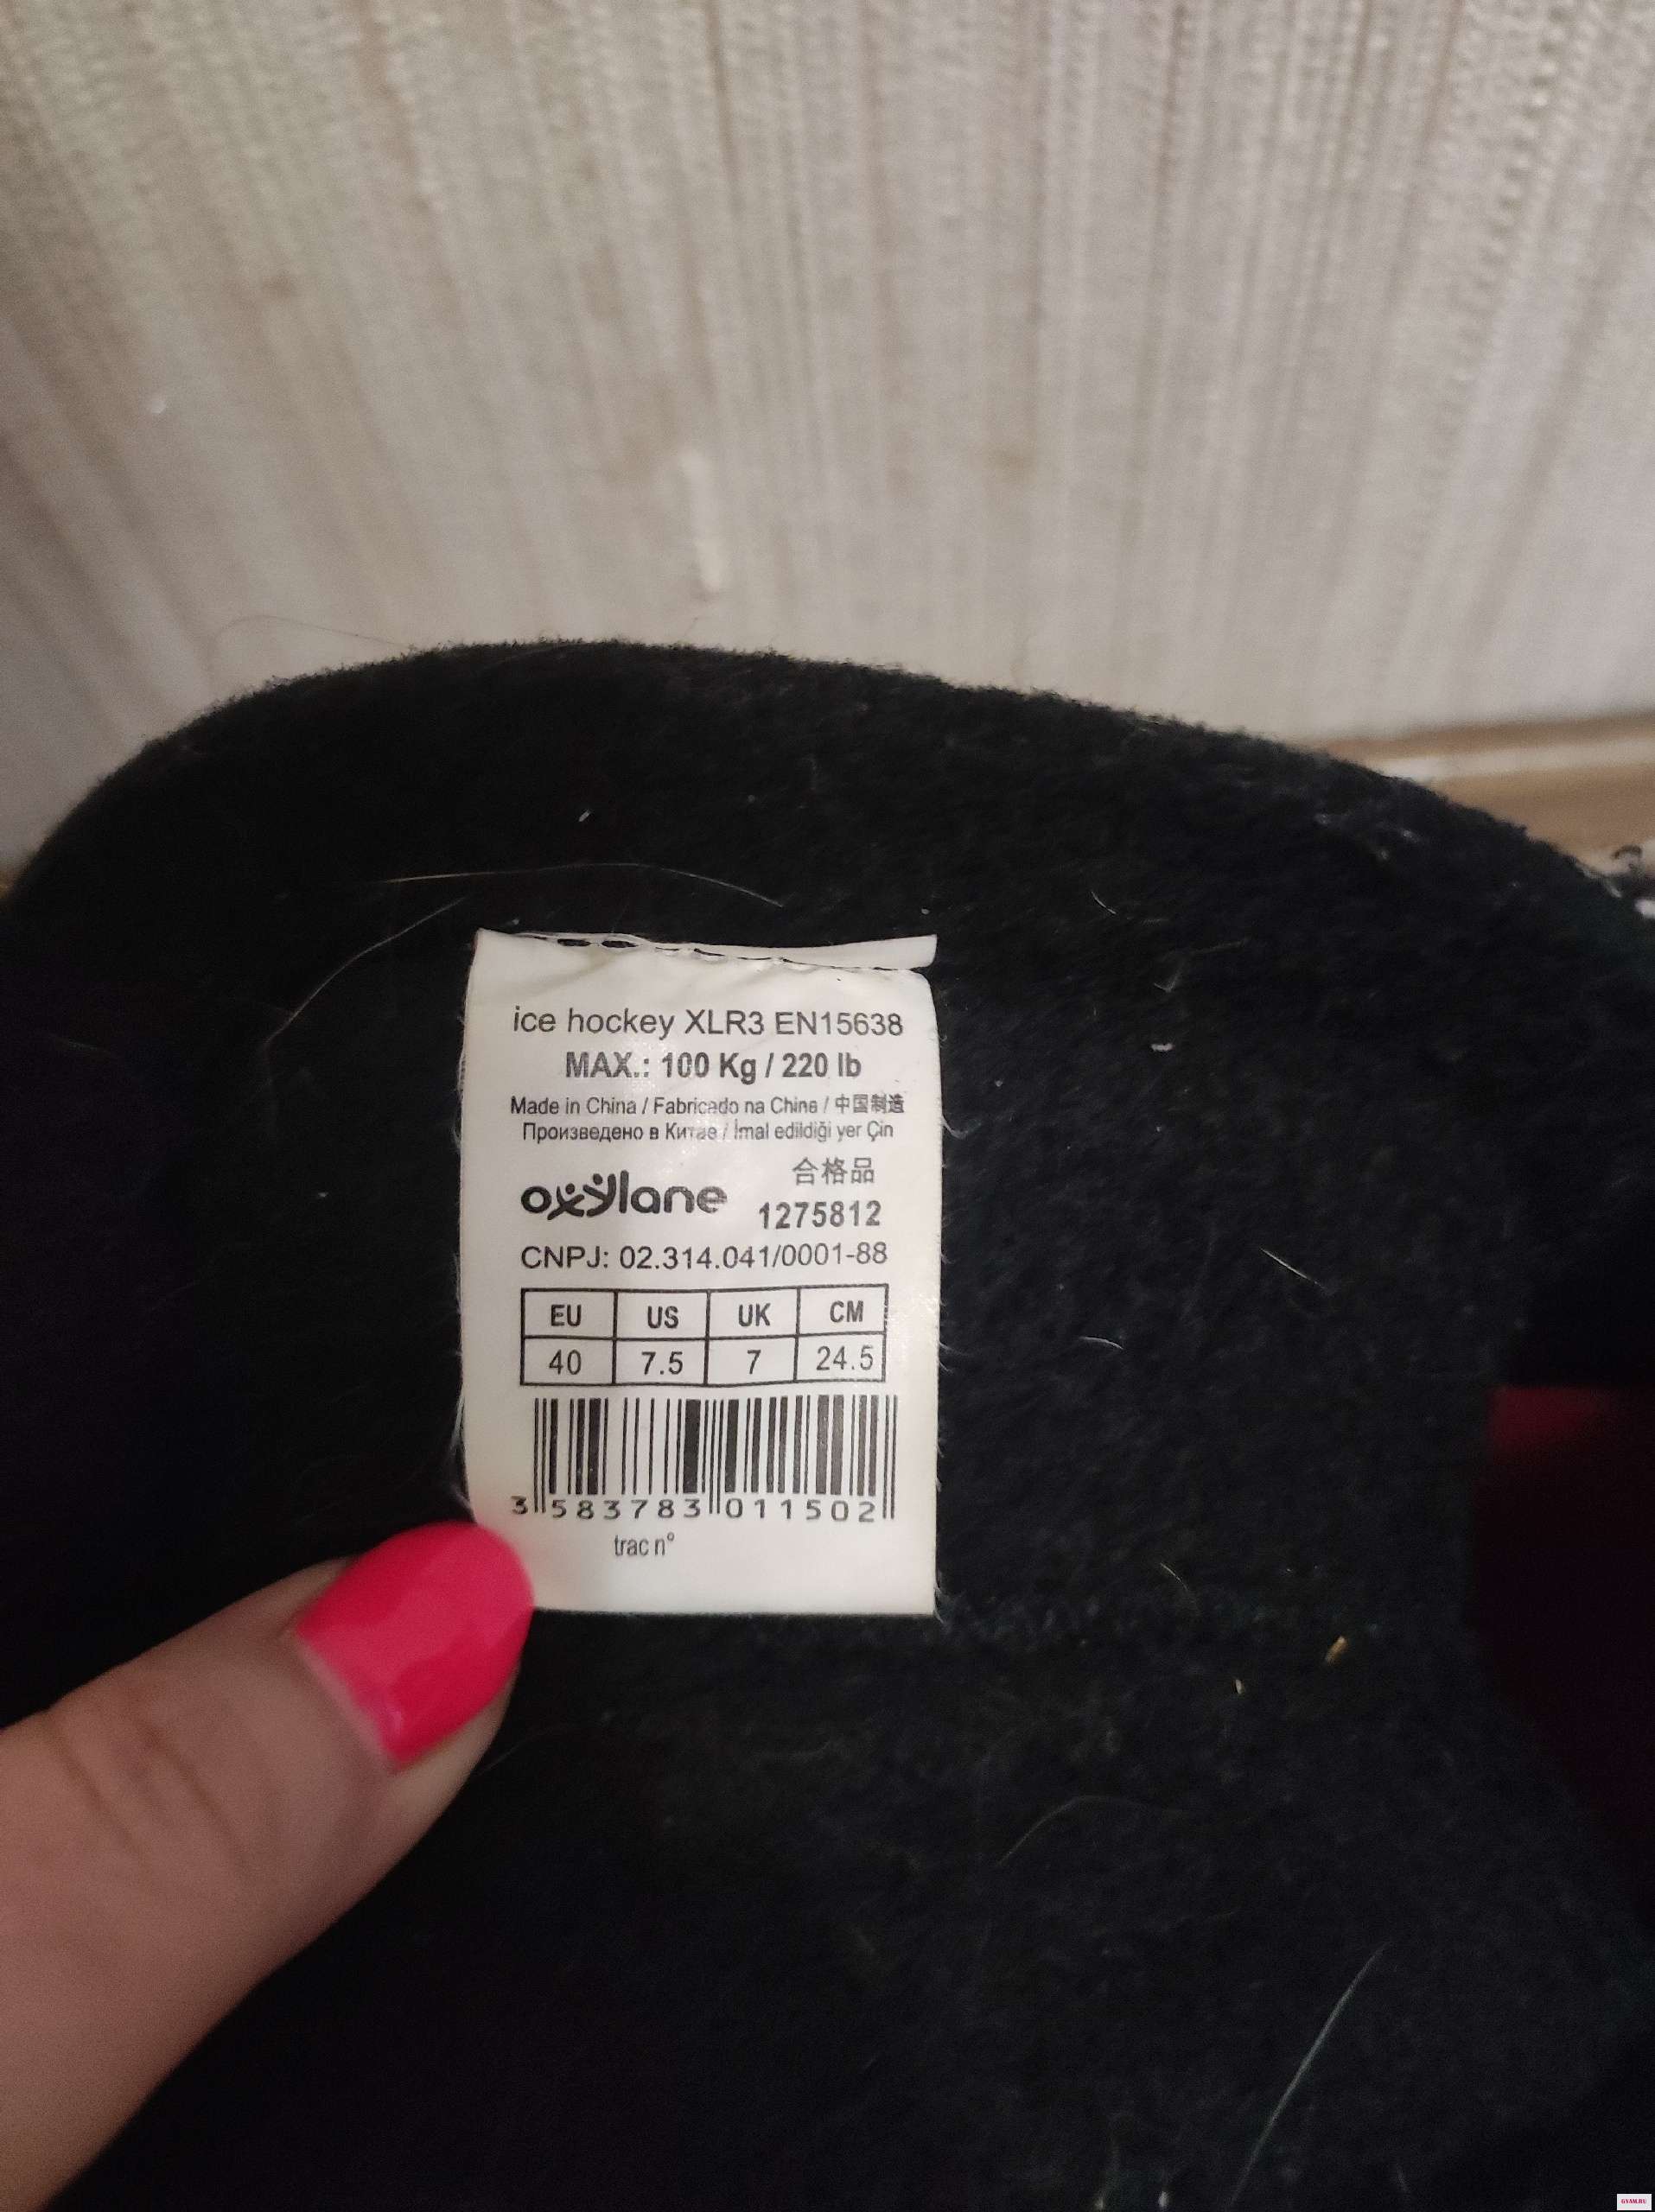 ice hockey XLR3 EN15638
MAX.: 100 Kg / 220 lb
Made in China / Fabricado na China / 中国制造
Произведено в Китае / İmal edildiği yer Çin
合格品
oxylane 1275812
CNPJ: 02.314.041/0001-88
EU US UK CM
40 7.5 7 24.5
3 583783 011502
trac n°
GYAM.RU